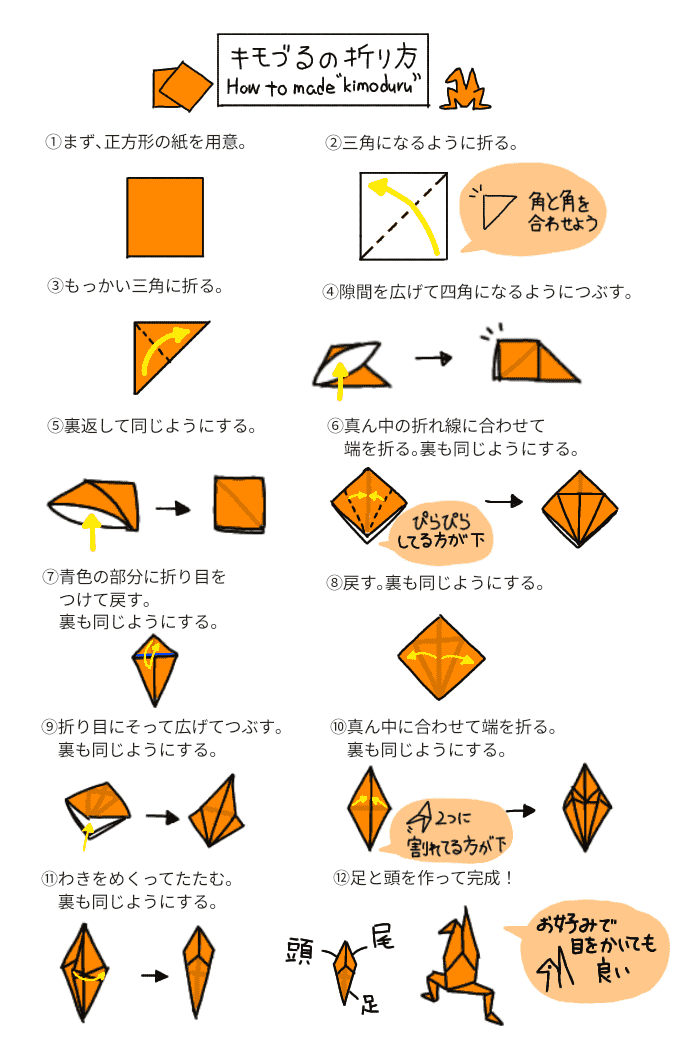 キモづるの折り方
How to made "kimoduru"
①まず、正方形の紙を用意。
②三角になるように折る。
角と角を
合わせよう
③もっかい三角に折る。
④隙間を広げて四角になるようにつぶす。
⑤裏返して同じようにする。
⑥真ん中の折れ線に合わせて
端を折る。裏も同じようにする。
ぴらぴら
してる方が下
⑦青色の部分に折り目を
つけて戻す。
裏も同じようにする。
⑧戻す。裏も同じようにする。
⑨折り目にそって広げてつぶす。
裏も同じようにする。
⑩真ん中に合わせて端を折る。
裏も同じようにする。
2つに
割れてる方が下
⑪わきをめくってたたむ。
裏も同じようにする。
⑫足と頭を作って完成！
頭
尾
足
お好みで
目をかいても
良い